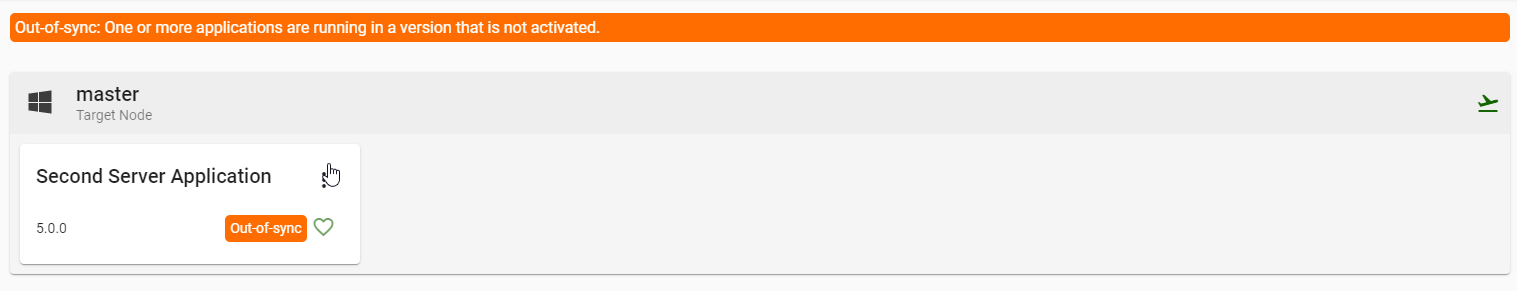 Out-of-sync: One or more applications are running in a version that is not activated.
master
Target Node
Second Server Application
5.0.0
Out-of-sync